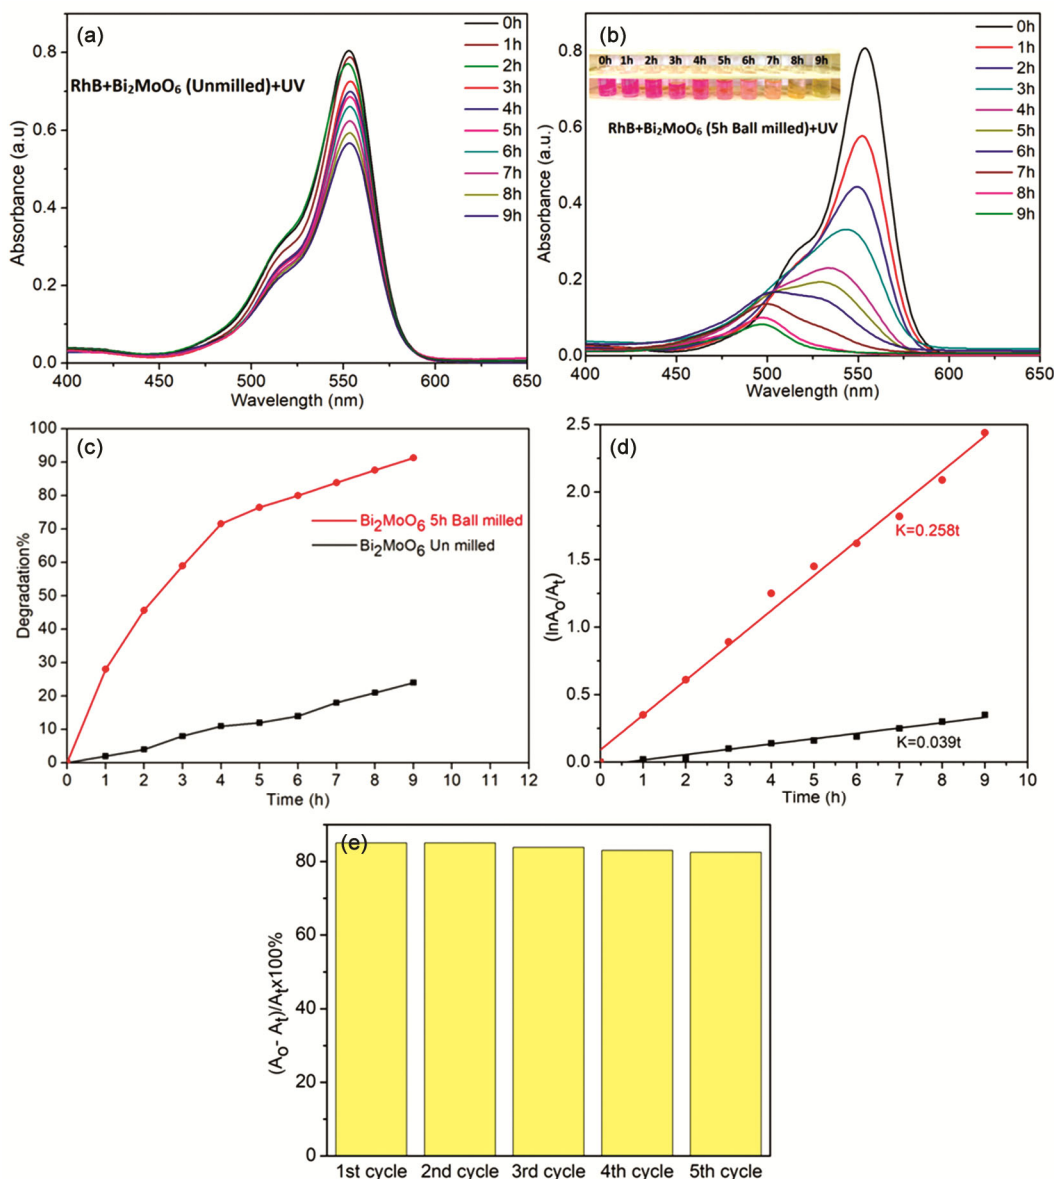 (a)
RhB+Bi₂MoO₆ (Unmilled)+UV
0h
1h
2h
3h
4h
5h
6h
7h
8h
9h
0.8
0.6
0.4
0.2
0.0
Absorbance (a.u)
400 450 500 550 600 650
Wavelength (nm)
(b)
0h 1h 2h 3h 4h 5h 6h 7h 8h 9h
RhB+Bi₂MoO₆ (5h Ball milled)+UV
0h
1h
2h
3h
4h
5h
6h
7h
8h
9h
0.8
0.6
0.4
0.2
0.0
Absorbance (a.u.)
400 450 500 550 600 650
Wavelength (nm)
(c)
100
90
80
70
60
50
40
30
20
10
0
Degradation%
Bi₂MoO₆ 5h Ball milled
Bi₂MoO₆ Un milled
0 1 2 3 4 5 6 7 8 9 10 11 12
Time (h)
(d)
2.5
2.0
1.5
1.0
0.5
0.0
(lnA₀/Aₜ)
K=0.258t
K=0.039t
0 1 2 3 4 5 6 7 8 9 10
Time (h)
(e)
80
60
40
20
0
(A₀- Aₜ)/Aₜx100%
1st cycle 2nd cycle 3rd cycle 4th cycle 5th cycle